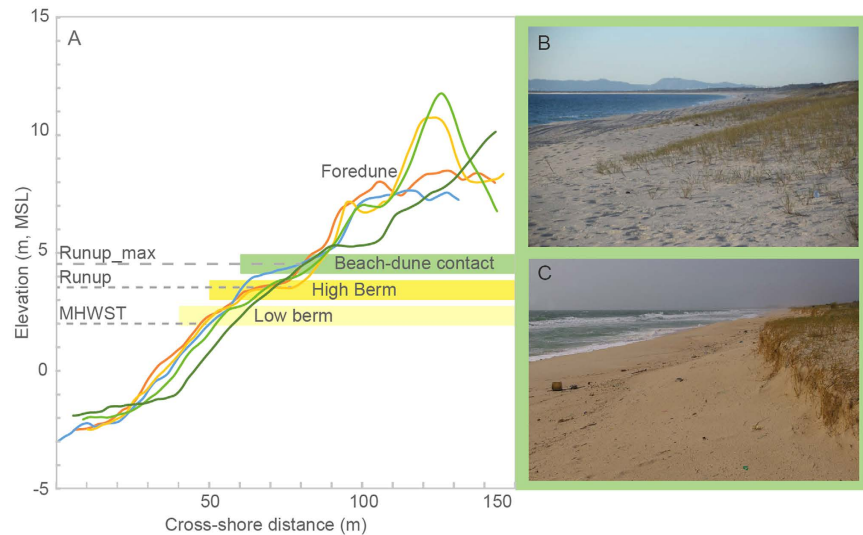 15
A
B
10
Foredune
Elevation (m, MSL)
Runup_max
5
Beach-dune contact
Runup
High Berm
MHWST
Low berm
C
0
-5
50
100
150
Cross-shore distance (m)